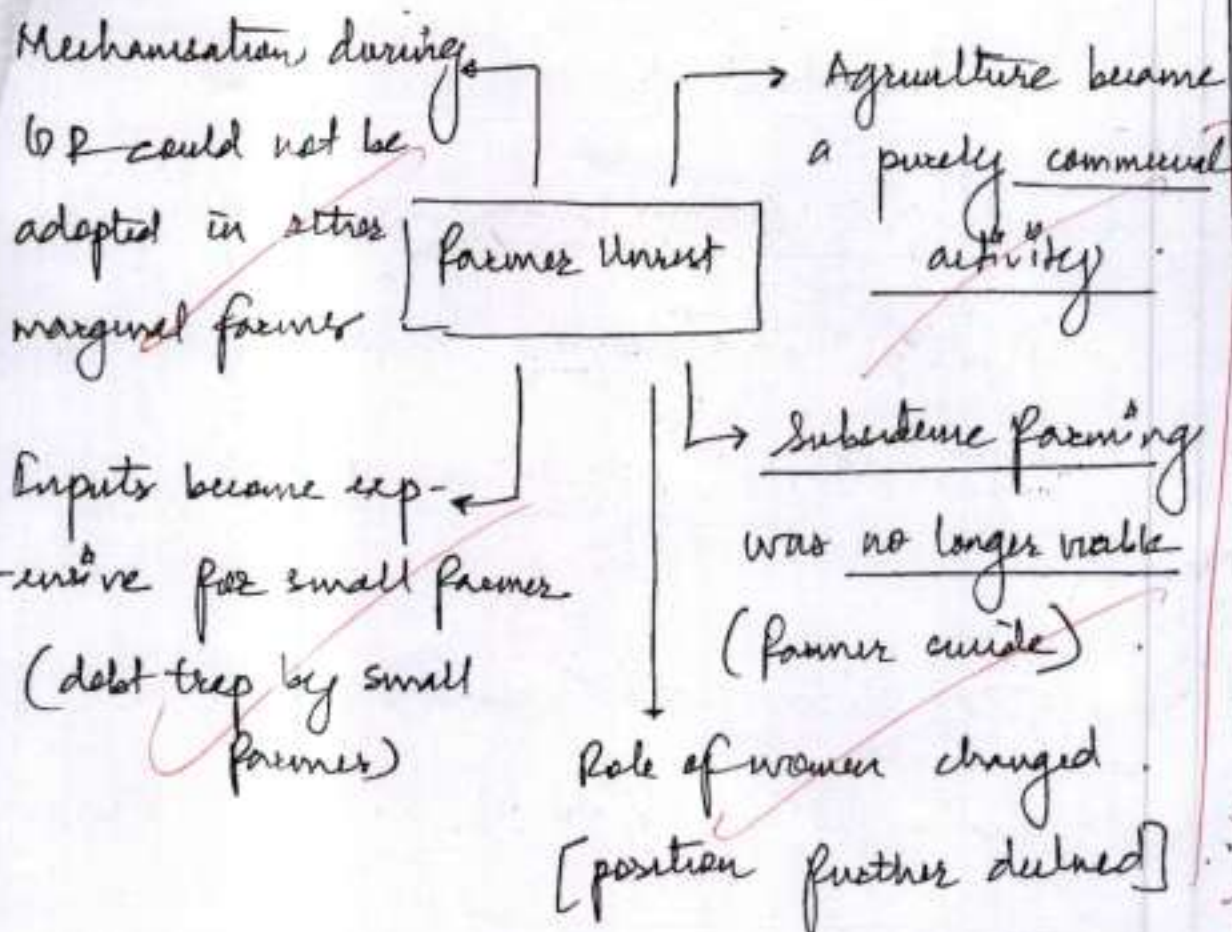 Mechanisation during
GR could not be
adopted in other
marginal farmer
Agriculture became
a purely commercial
activity.
Farmer Unrest
Inputs become exp-
-ensive for small farmer
(debt trap by small
farmer)
Subsistence farming
was no longer viable
(farmer suicide).
Role of women changed.
[position further declined]